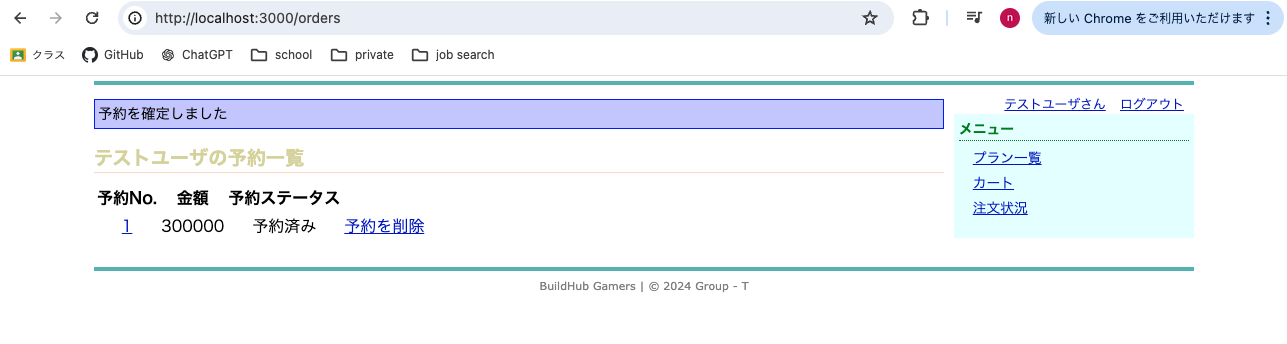 http://localhost:3000/orders
n
新しい Chrome をご利用いただけます
クラス GitHub ChatGPT school private job search
予約を確定しました
テストユーザさん ログアウト
メニュー
プラン一覧
カート
注文状況
テストユーザの予約一覧
予約No. 金額 予約ステータス
1 300000 予約済み 予約を削除
BuildHub Gamers | © 2024 Group - T